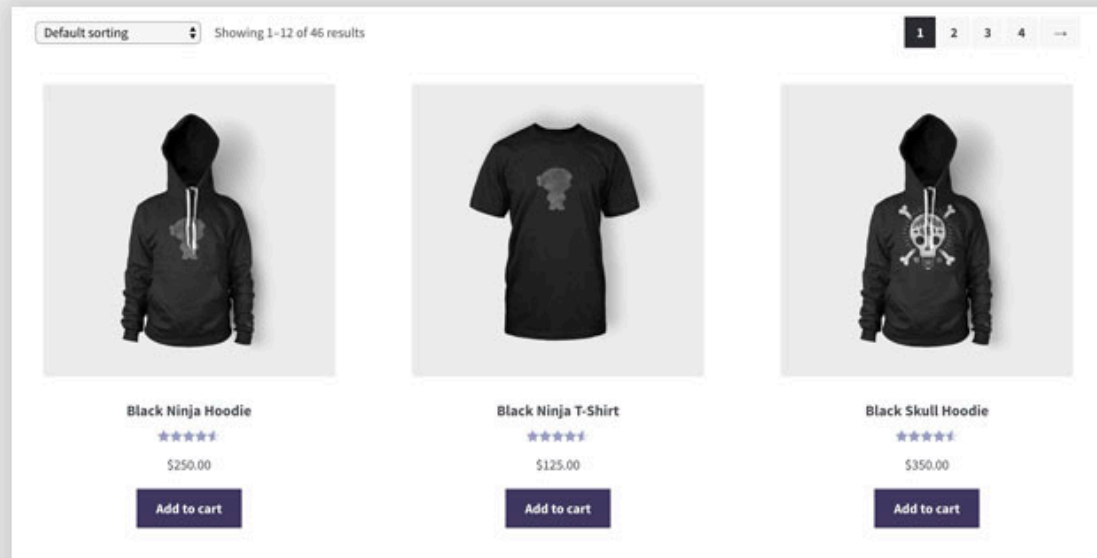 Default sorting
Showing 1–12 of 46 results
1 2 3 4 →
Black Ninja Hoodie
$250.00
Add to cart
Black Ninja T-Shirt
$125.00
Add to cart
Black Skull Hoodie
$350.00
Add to cart